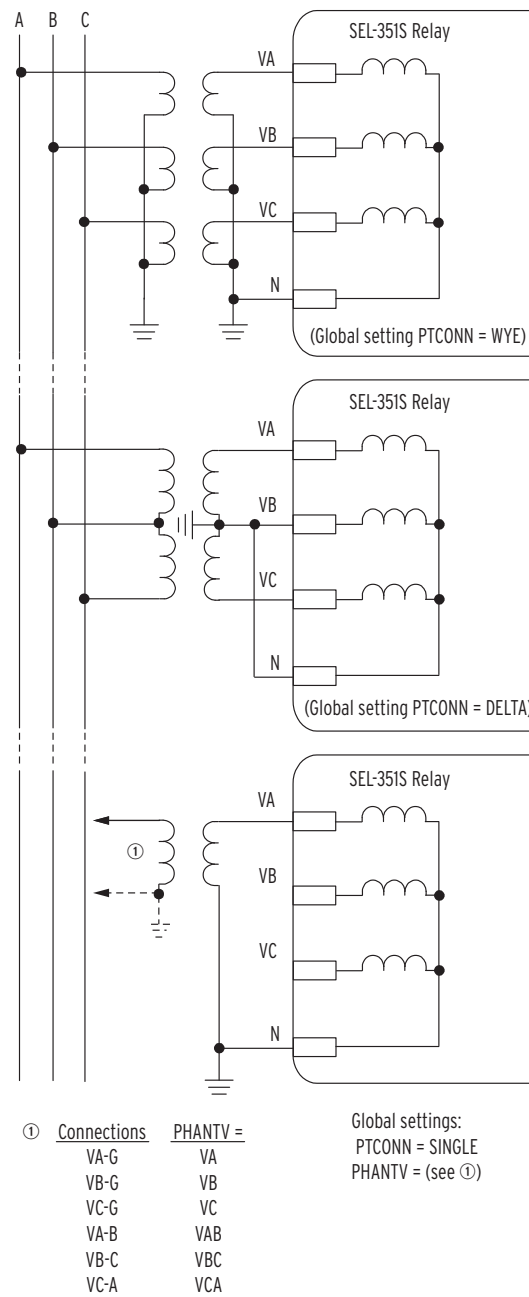 A B C
SEL-351S Relay
VA
VB
VC
N
(Global setting PTCONN = WYE)
SEL-351S Relay
VA
VB
VC
N
(Global setting PTCONN = DELTA)
SEL-351S Relay
VA
①
VB
VC
N
① Connections PHANTV =
VA-G VA
VB-G VB
VC-G VC
VA-B VAB
VB-C VBC
VC-A VCA
Global settings:
PTCONN = SINGLE
PHANTV = (see ①)